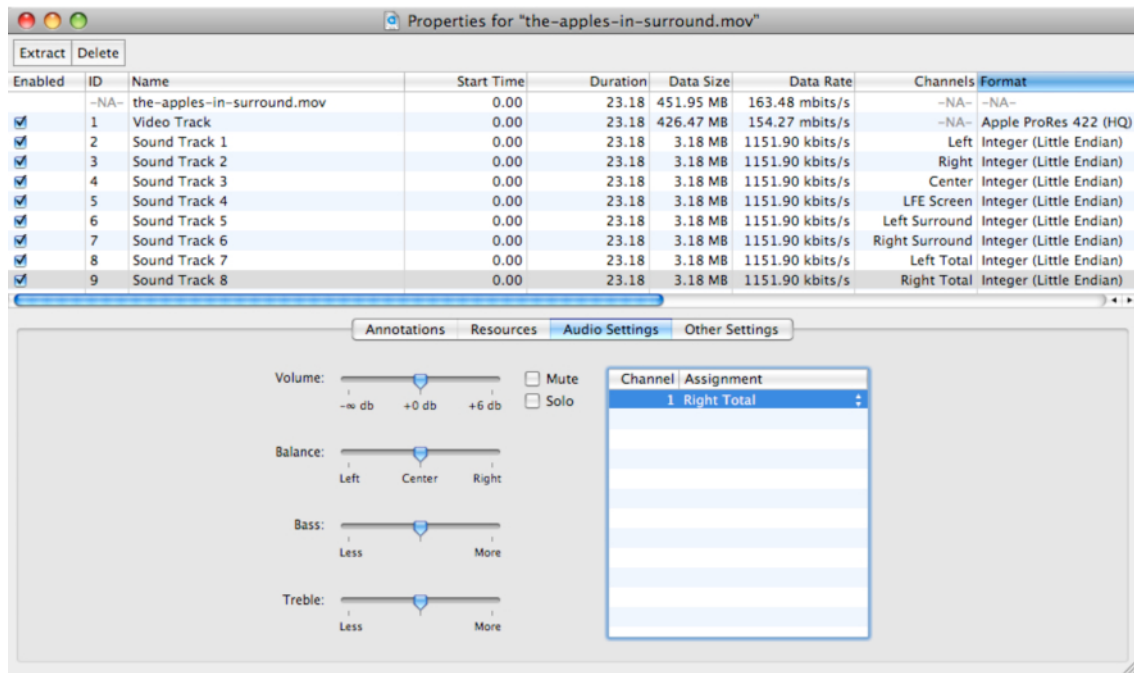 Properties for "the-apples-in-surround.mov"
Extract Delete
Enabled ID Name Start Time Duration Data Size Data Rate Channels Format
-NA- the-apples-in-surround.mov 0.00 23.18 451.95 MB 163.48 mbits/s -NA- -NA-
1 Video Track 0.00 23.18 426.47 MB 154.27 mbits/s -NA- Apple ProRes 422 (HQ)
2 Sound Track 1 0.00 23.18 3.18 MB 1151.90 kbits/s Left Integer (Little Endian)
3 Sound Track 2 0.00 23.18 3.18 MB 1151.90 kbits/s Right Integer (Little Endian)
4 Sound Track 3 0.00 23.18 3.18 MB 1151.90 kbits/s Center Integer (Little Endian)
5 Sound Track 4 0.00 23.18 3.18 MB 1151.90 kbits/s LFE Screen Integer (Little Endian)
6 Sound Track 5 0.00 23.18 3.18 MB 1151.90 kbits/s Left Surround Integer (Little Endian)
7 Sound Track 6 0.00 23.18 3.18 MB 1151.90 kbits/s Right Surround Integer (Little Endian)
8 Sound Track 7 0.00 23.18 3.18 MB 1151.90 kbits/s Left Total Integer (Little Endian)
9 Sound Track 8 0.00 23.18 3.18 MB 1151.90 kbits/s Right Total Integer (Little Endian)
Annotations Resources Audio Settings Other Settings
Volume:
-∞ db +0 db +6 db
Mute
Solo
Balance:
Left Center Right
Bass:
Less More
Treble:
Less More
Channel Assignment
1 Right Total